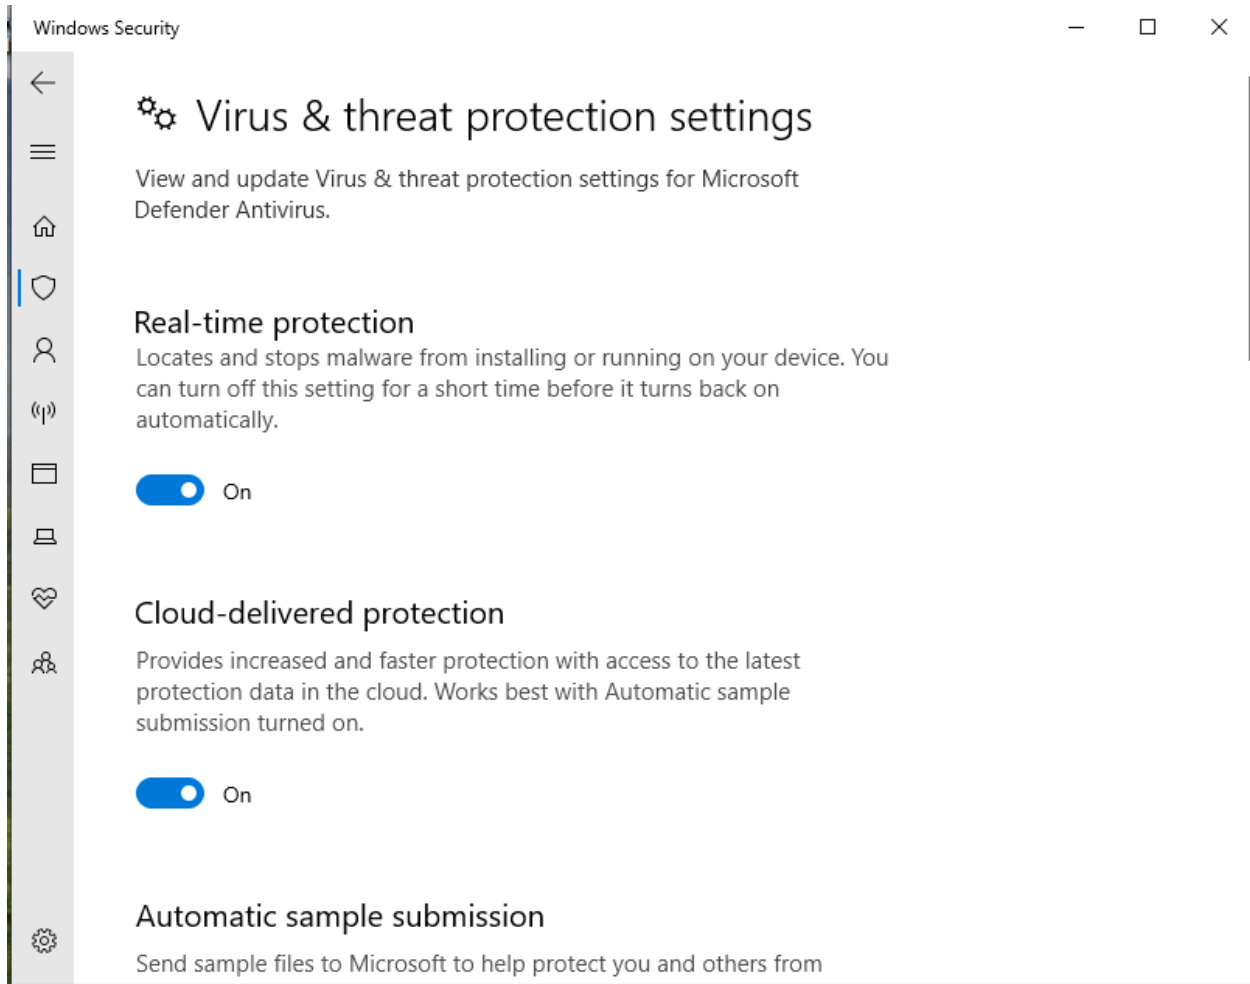 Windows Security
Virus & threat protection settings
View and update Virus & threat protection settings for Microsoft
Defender Antivirus.
Real-time protection
Locates and stops malware from installing or running on your device. You
can turn off this setting for a short time before it turns back on
automatically.
On
Cloud-delivered protection
Provides increased and faster protection with access to the latest
protection data in the cloud. Works best with Automatic sample
submission turned on.
On
Automatic sample submission
Send sample files to Microsoft to help protect you and others from